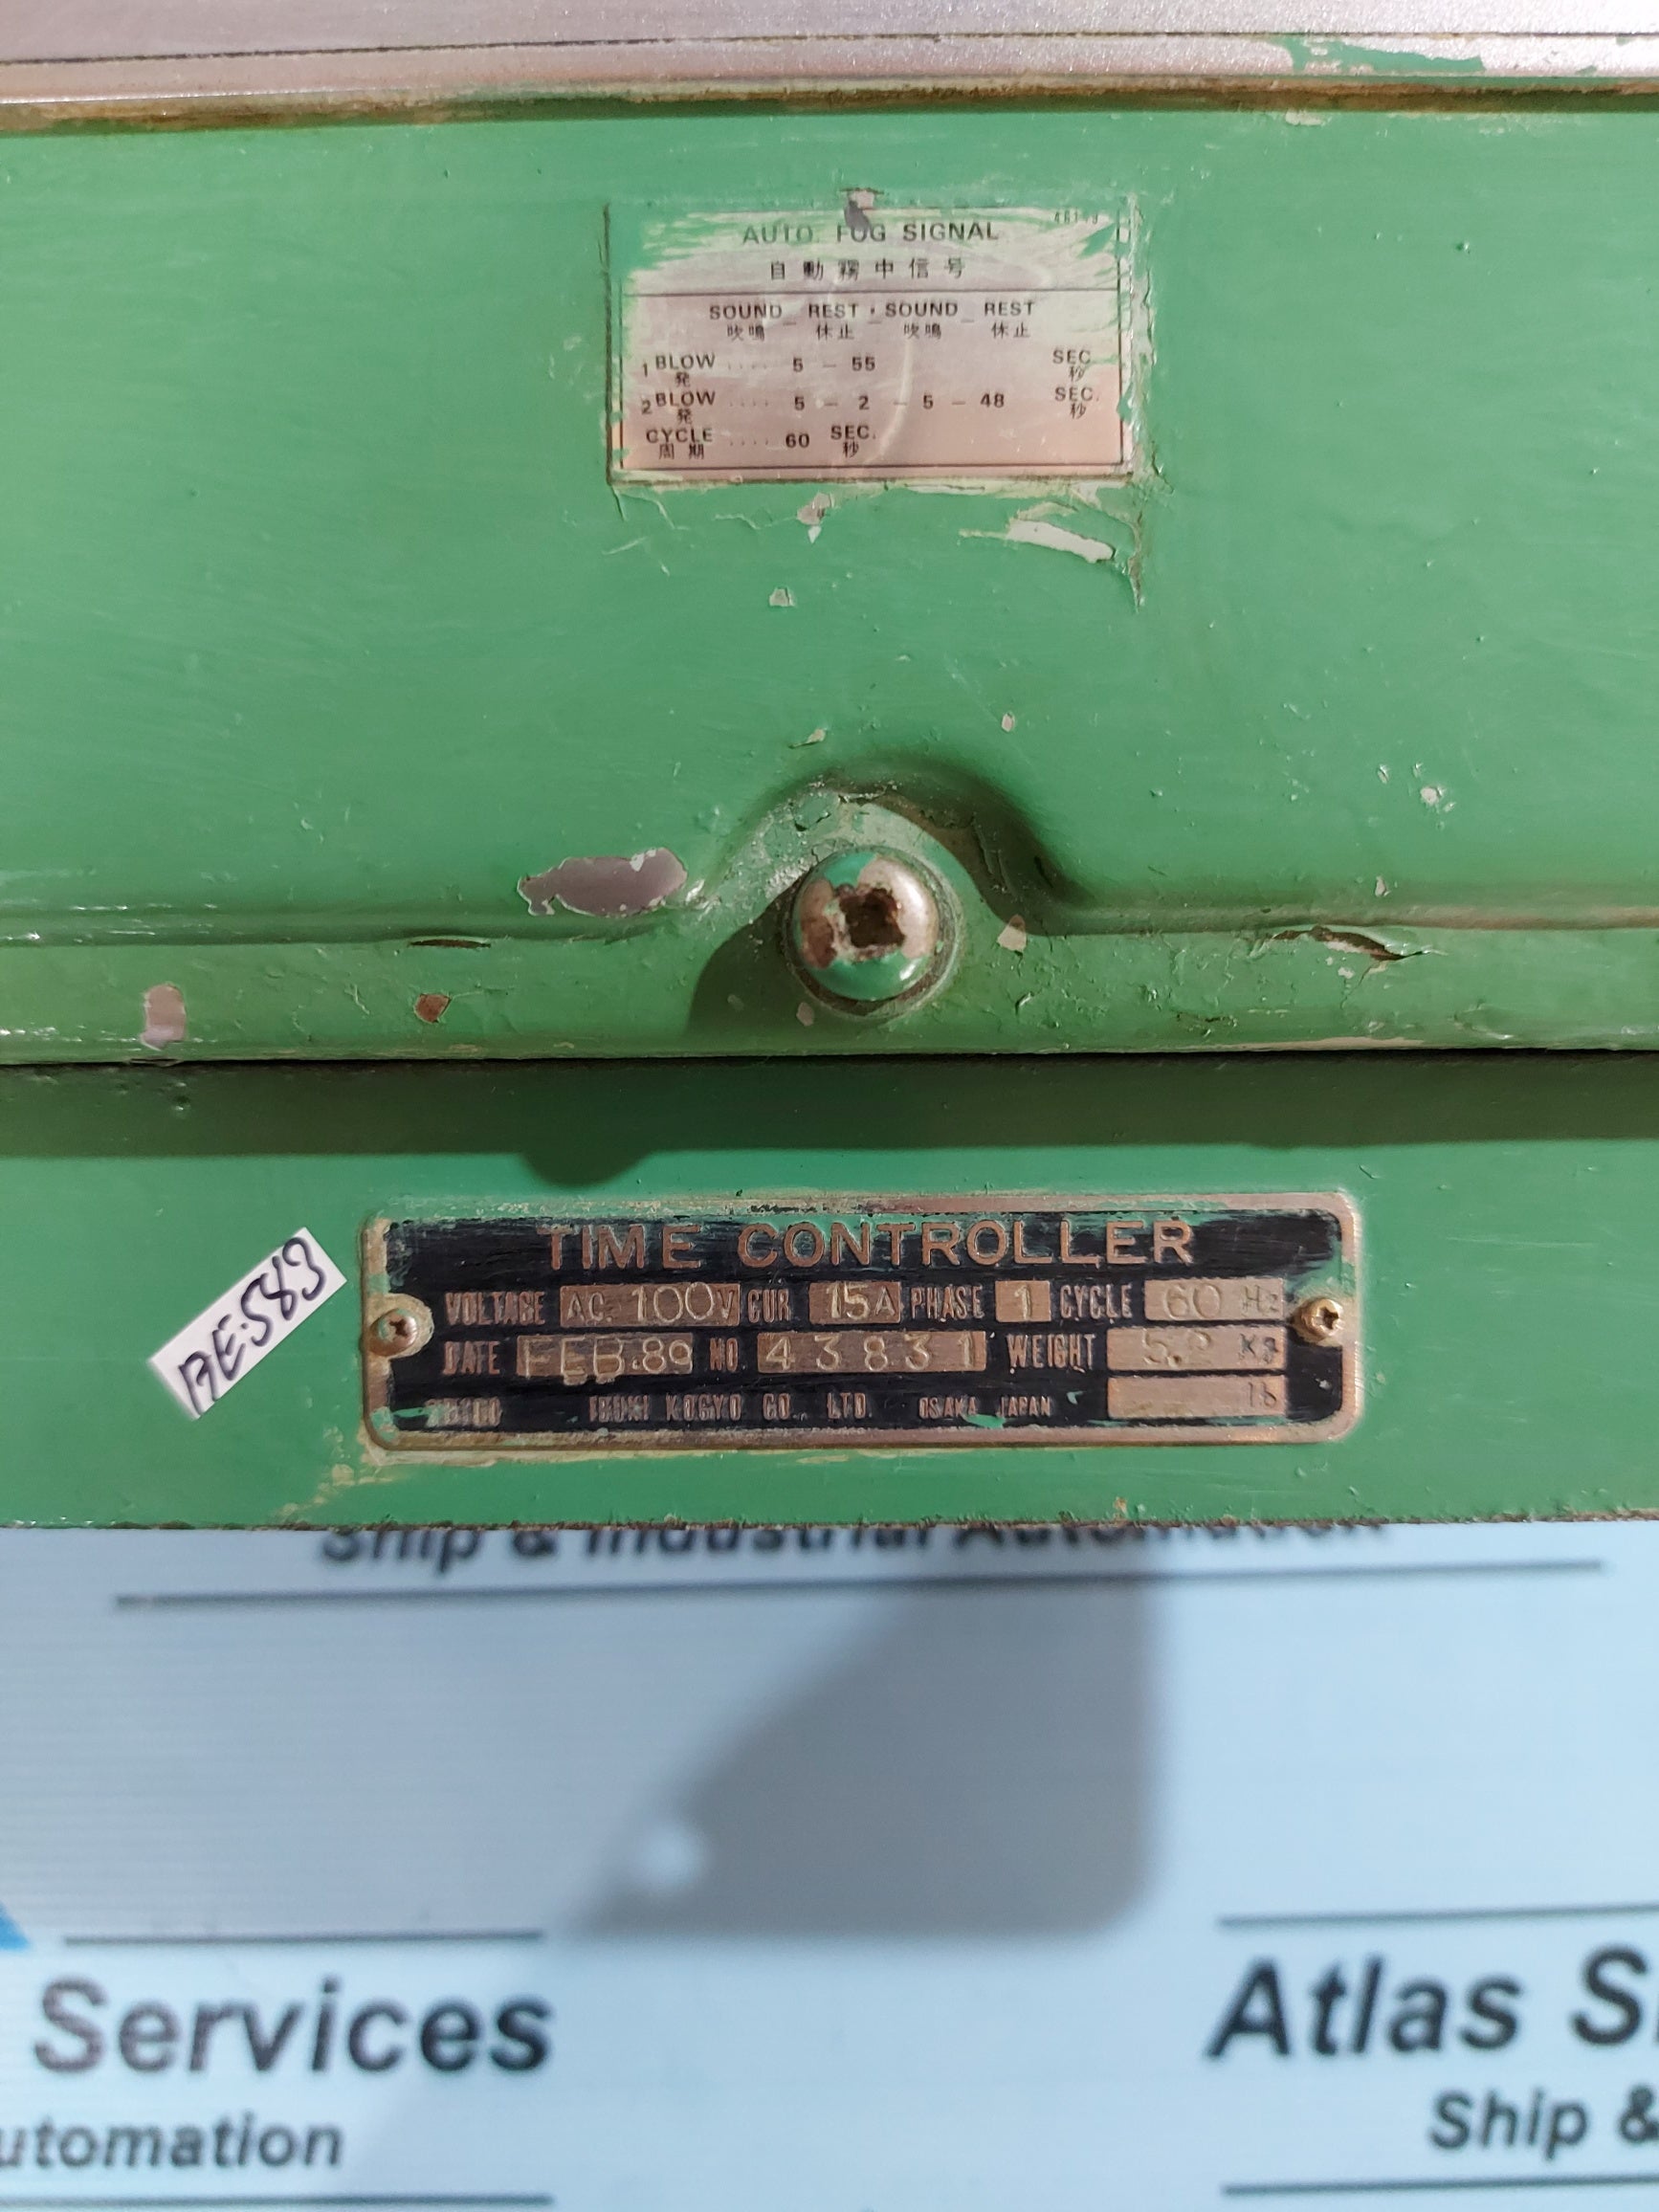 AUTO. FOG SIGNAL
自動霧中信号
SOUND REST・SOUND REST
吹鳴 — 休止 — 吹鳴 — 休止
1 BLOW ···· 5 — 55 SEC.
発 秒
2 BLOW ···· 5 — 2 — 5 — 48 SEC.
発 秒
CYCLE ···· 60 SEC.
周期 秒
TIME CONTROLLER
VOLTAGE AC. 100V CUR. 15A PHASE 1 CYCLE 60 Hz
DATE FEB.89 NO. 43831 WEIGHT Kg
KOGYO CO., LTD. OSAKA JAPAN lb
AE-583
Ship & Industrial Automation
Services
Atlas
Ship &